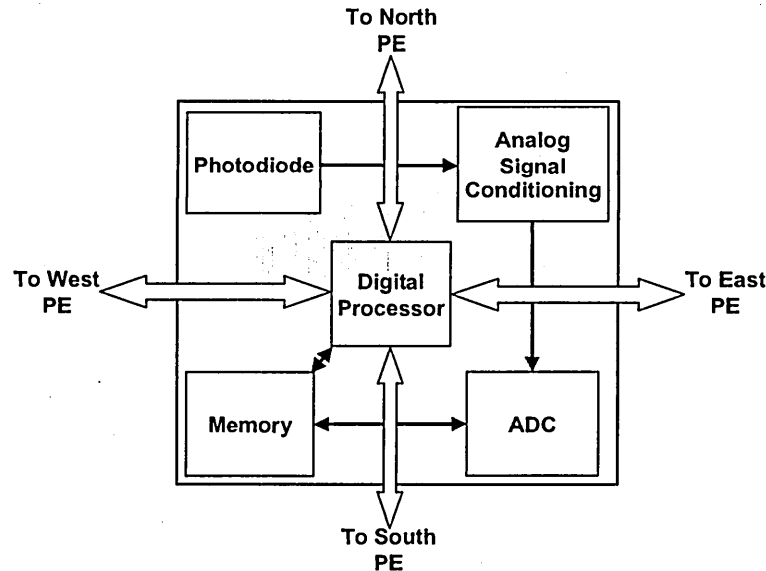 To North
PE
Photodiode
Analog
Signal
Conditioning
To West
PE
Digital
Processor
To East
PE
Memory
ADC
To South
PE